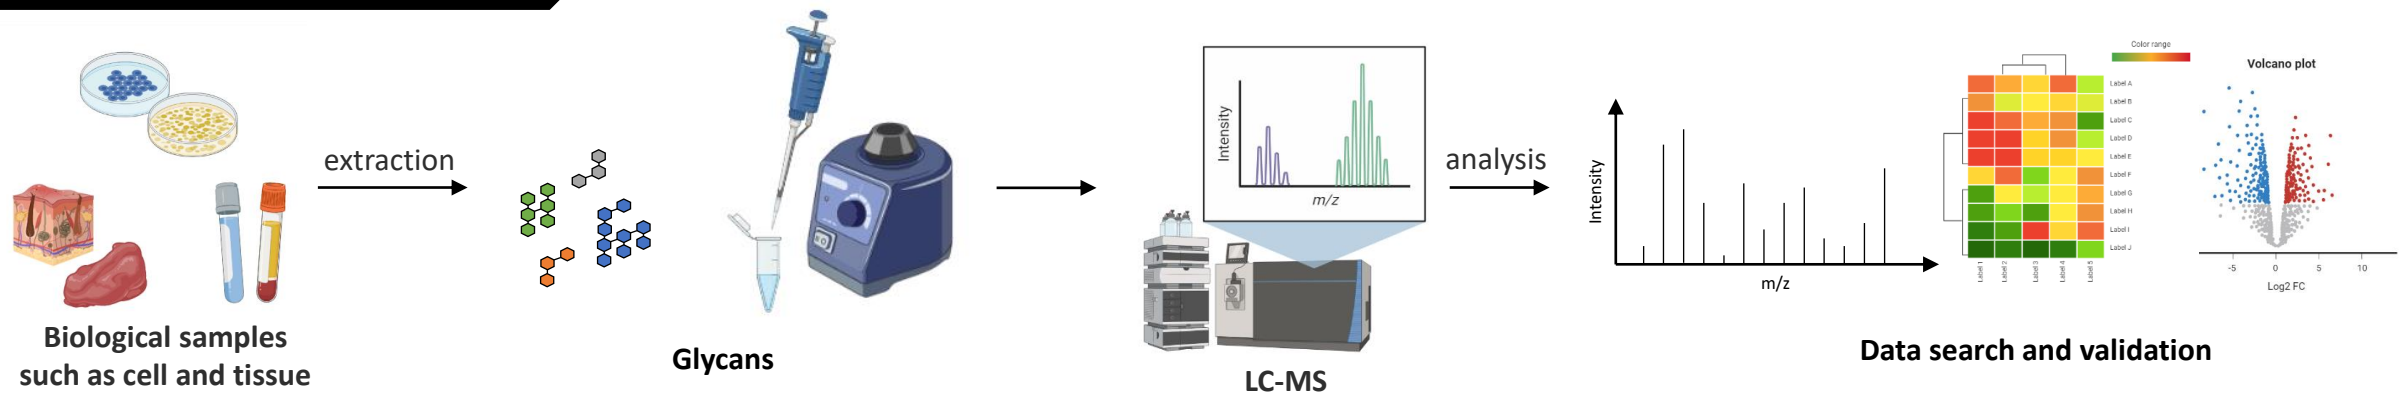 Biological samples
such as cell and tissue
extraction
Glycans
Intensity
m/z
LC-MS
analysis
Intensity
m/z
Color range
Label A
Label B
Label C
Label D
Label E
Label F
Label G
Label H
Label I
Label J
Label 1
Label 2
Label 3
Label 4
Label 5
Volcano plot
-5
0
5
10
Log2 FC
Data search and validation